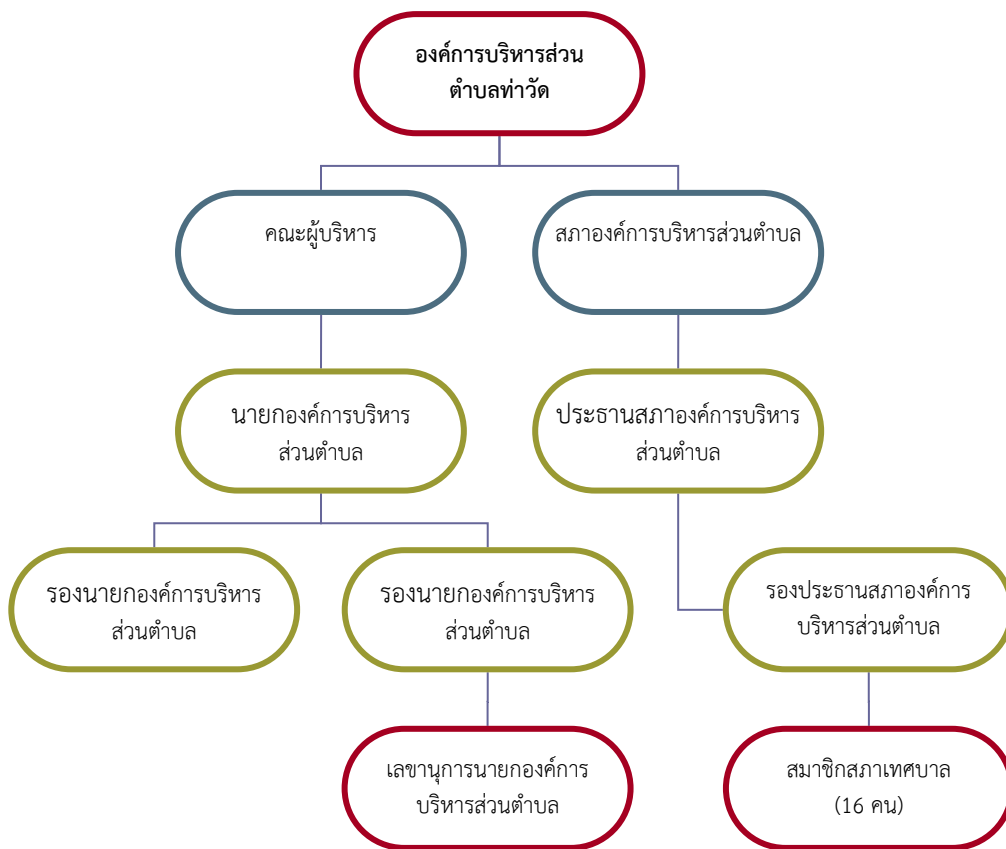 องค์การบริหารส่วน
ตำบลท่าวัด
คณะผู้บริหาร
สภาองค์การบริหารส่วนตำบล
นายกองค์การบริหาร
ส่วนตำบล
ประธานสภาองค์การบริหาร
ส่วนตำบล
รองนายกองค์การบริหาร
ส่วนตำบล
รองนายกองค์การบริหาร
ส่วนตำบล
รองประธานสภาองค์การ
บริหารส่วนตำบล
เลขานุการนายกองค์การ
บริหารส่วนตำบล
สมาชิกสภาเทศบาล
(16 คน)